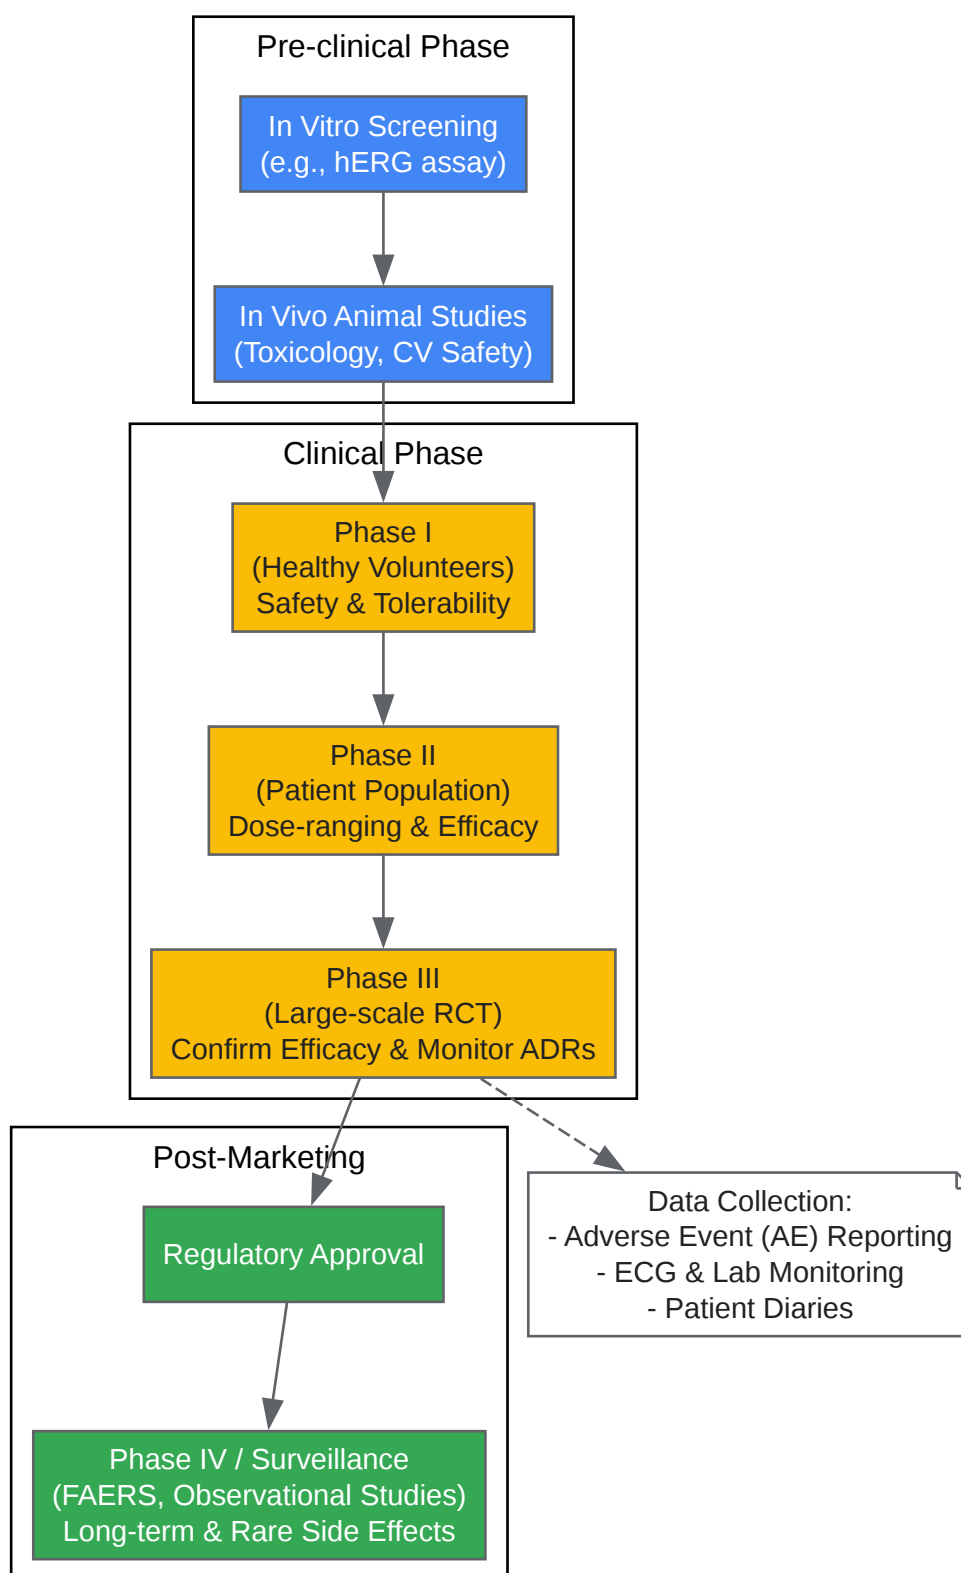 Pre-clinical Phase
In Vitro Screening
(e.g., hERG assay)
In Vivo Animal Studies
(Toxicology, CV Safety)
Clinical Phase
Phase I
(Healthy Volunteers)
Safety & Tolerability
Phase II
(Patient Population)
Dose-ranging & Efficacy
Phase III
(Large-scale RCT)
Confirm Efficacy & Monitor ADRs
Post-Marketing
Regulatory Approval
Data Collection:
- Adverse Event (AE) Reporting
- ECG & Lab Monitoring
- Patient Diaries
Phase IV / Surveillance
(FAERS, Observational Studies)
Long-term & Rare Side Effects